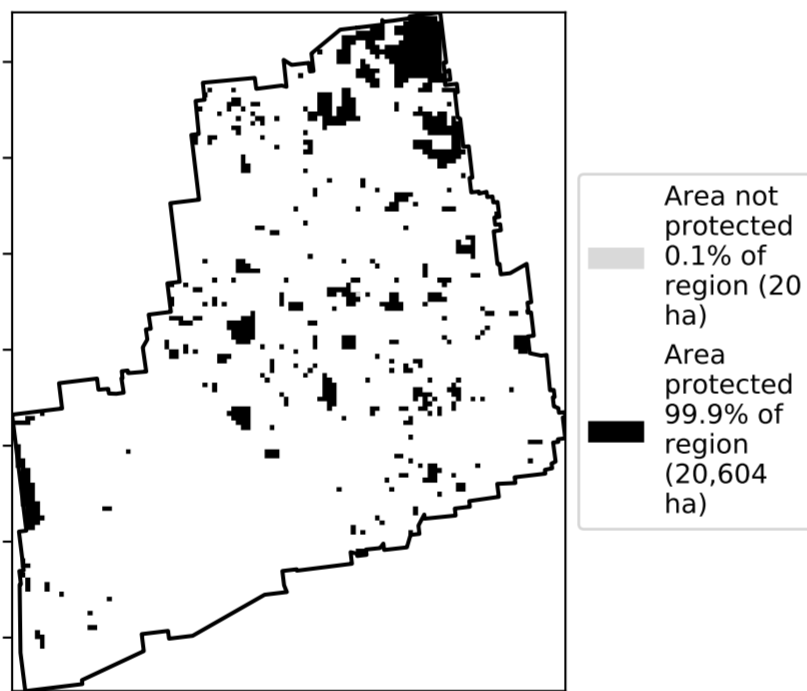 Area not
protected
0.1% of
region (20
ha)
Area
protected
99.9% of
region
(20,604
ha)